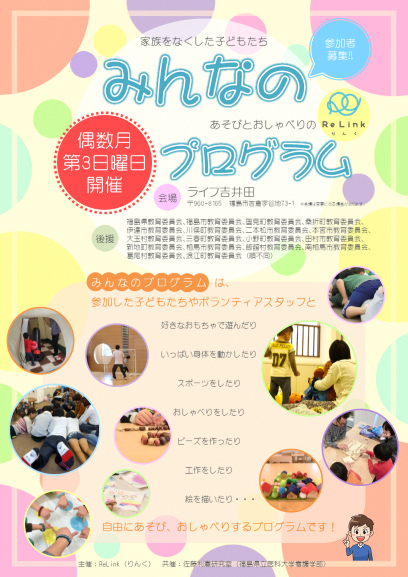 家族をなくした子どもたち
参加者
募集!!
みんなの
ReLink
りんく
あそびとおしゃべりの
偶数月
第3日曜日
開催
プログラム
会場
ライフ吉井田
〒960-8165 福島市吉倉字谷地73-1
後援
福島県教育委員会、福島市教育委員会、国見町教育委員会、桑折町教育委員会、
伊達市教育委員会、川俣町教育委員会、二本松市教育委員会、本宮市教育委員会、
大玉村教育委員会、三春町教育委員会、小野町教育委員会、田村市教育委員会、
新地町教育委員会、相馬市教育委員会、飯舘村教育委員会、南相馬市教育委員会、
葛尾村教育委員会、浪江町教育委員会（順不同）
みんなのプログラム は、
参加した子どもたちやボランティアスタッフと
好きなおもちゃで遊んだり
いっぱい身体を動かしたり
スポーツをしたり
おしゃべりをしたり
ビーズを作ったり
工作をしたり
絵を描いたり・・・
自由にあそび、おしゃべりするプログラムです！
主催：ReLink（りんく） 共催：佐藤利憲研究室（福島県立医科大学看護学部）